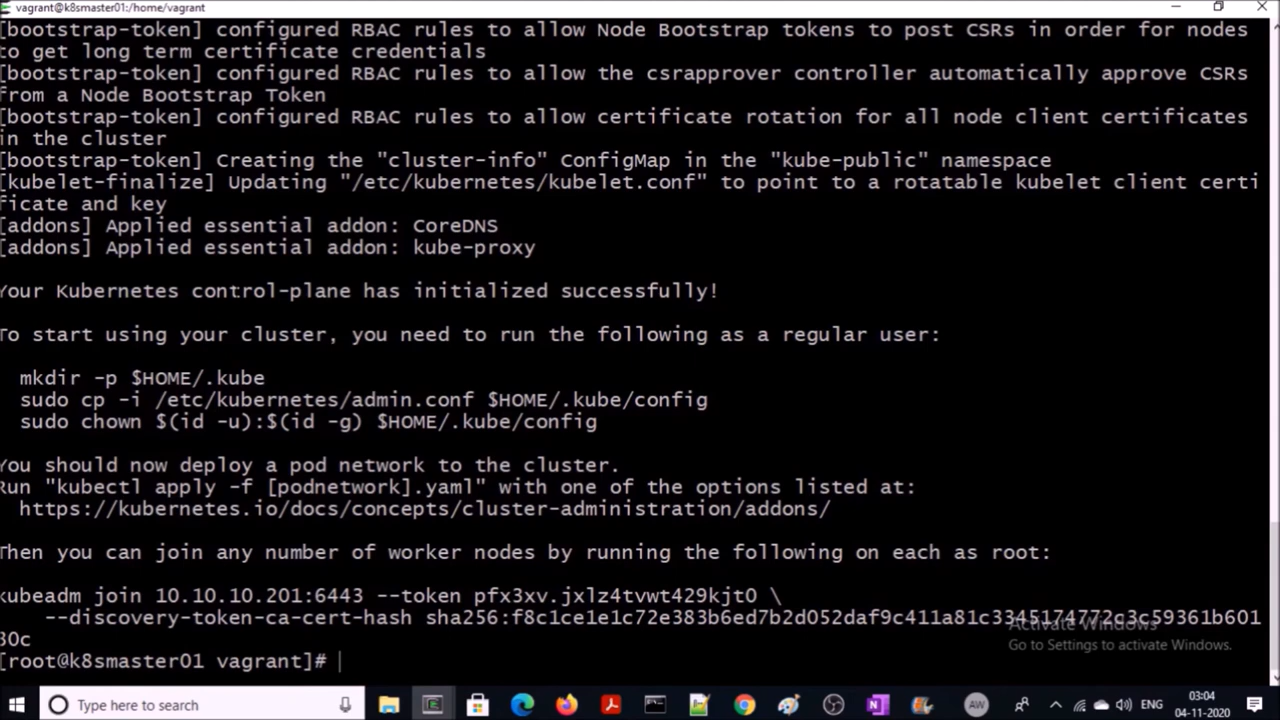 vagrant@k8smaster01:/home/vagrant
[bootstrap-token] configured RBAC rules to allow Node Bootstrap tokens to post CSRs in order for nodes
to get long term certificate credentials
[bootstrap-token] configured RBAC rules to allow the csrapprover controller automatically approve CSRs
from a Node Bootstrap Token
[bootstrap-token] configured RBAC rules to allow certificate rotation for all node client certificates
in the cluster
[bootstrap-token] Creating the "cluster-info" ConfigMap in the "kube-public" namespace
[kubelet-finalize] Updating "/etc/kubernetes/kubelet.conf" to point to a rotatable kubelet client certi
ficate and key
[addons] Applied essential addon: CoreDNS
[addons] Applied essential addon: kube-proxy
Your Kubernetes control-plane has initialized successfully!
To start using your cluster, you need to run the following as a regular user:
mkdir -p $HOME/.kube
sudo cp -i /etc/kubernetes/admin.conf $HOME/.kube/config
sudo chown $(id -u):$(id -g) $HOME/.kube/config
You should now deploy a pod network to the cluster.
Run "kubectl apply -f [podnetwork].yaml" with one of the options listed at:
https://kubernetes.io/docs/concepts/cluster-administration/addons/
Then you can join any number of worker nodes by running the following on each as root:
kubeadm join 10.10.10.201:6443 --token pfx3xv.jxlz4tvwt429kjt0 \
--discovery-token-ca-cert-hash sha256:f8c1ce1e1c72e383b6ed7b2d052daf9c411a81c3345174772c3c59361b601
30c
[root@k8smaster01 vagrant]#
Activate Windows
Go to Settings to activate Windows.
Type here to search
AW
ENG
03:04
04-11-2020